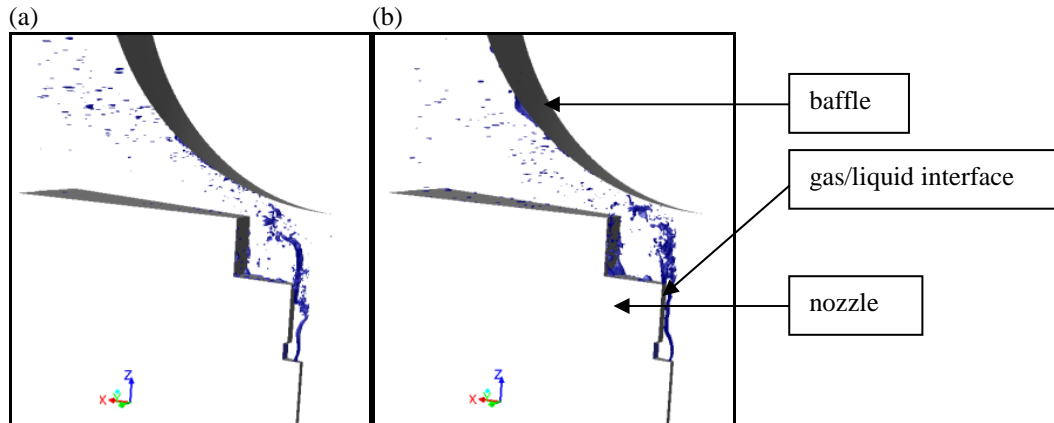 (a)
(b)
baffle
gas/liquid interface
nozzle
Z
X
Z
X